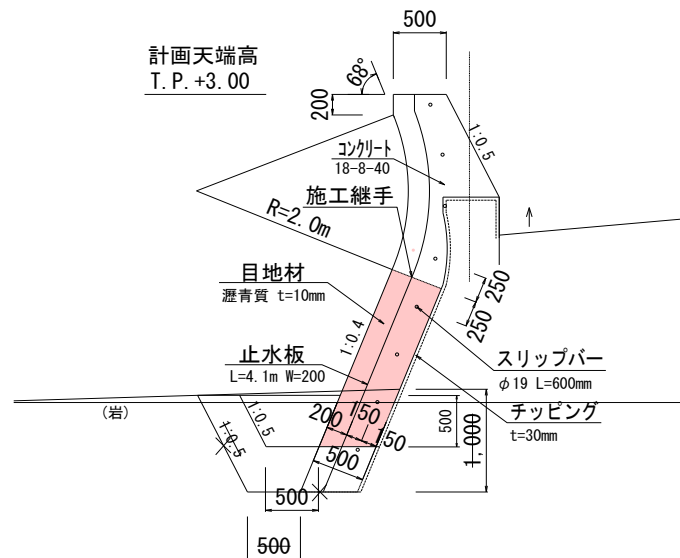 500
計画天端高
T.P.+3.00
68°
200
コンクリート
18-8-40
1:0.5
施工継手
R=2.0m
目地材
瀝青質 t=10mm
250
250
1:0.4
止水板
L=4.1m W=200
スリップバー
φ19 L=600mm
チッピング
t=30mm
(岩)
1:0.5
1:0.5
200
150
150
500
500
1,000
500
500